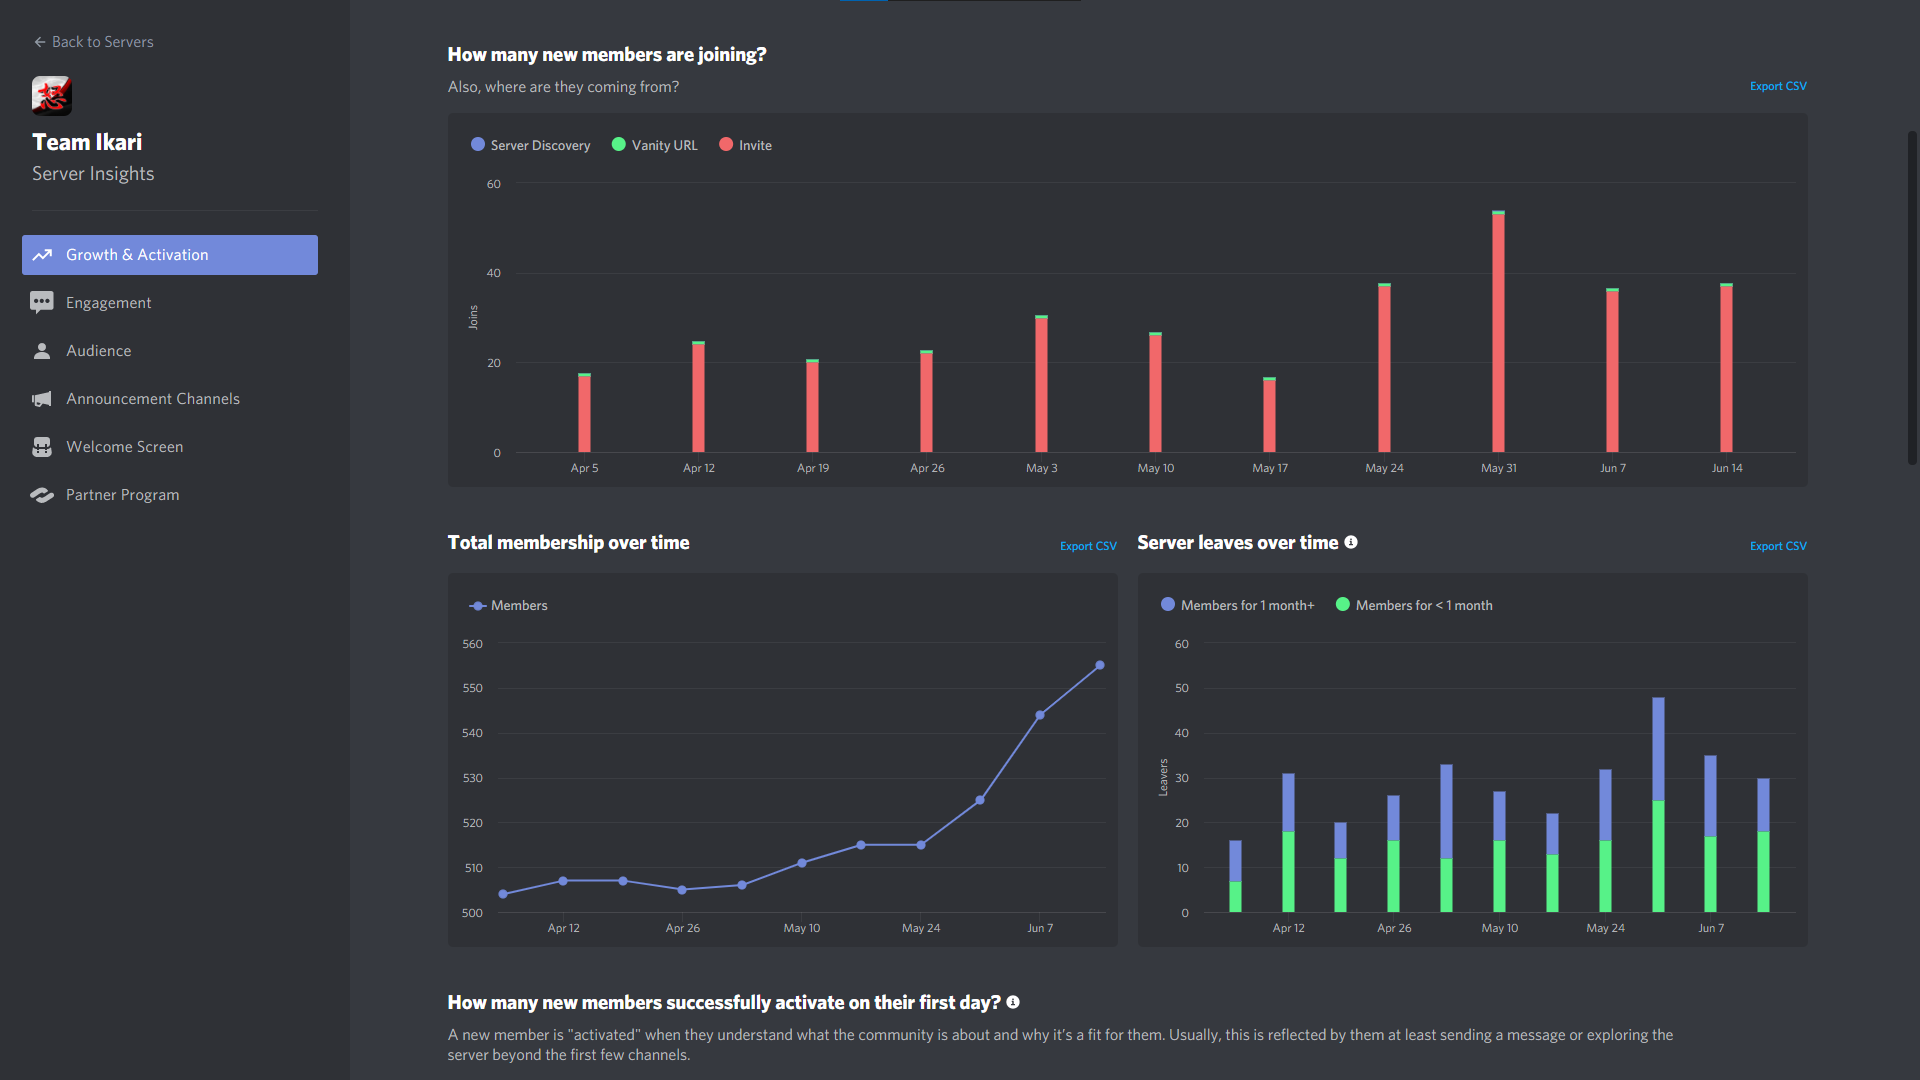 Back to Servers
Team Ikari
Server Insights
Growth & Activation
Engagement
Audience
Announcement Channels
Welcome Screen
Partner Program
How many new members are joining?
Also, where are they coming from?
Export CSV
Server Discovery Vanity URL Invite
60
40
20
0
Joins
Apr 5 Apr 12 Apr 19 Apr 26 May 3 May 10 May 17 May 24 May 31 Jun 7 Jun 14
Total membership over time
Export CSV
Members
560
550
540
530
520
510
500
Apr 12 Apr 26 May 10 May 24 Jun 7
Server leaves over time
Export CSV
Members for 1 month+ Members for < 1 month
60
50
40
30
20
10
0
Leavers
Apr 12 Apr 26 May 10 May 24 Jun 7
How many new members successfully activate on their first day?
A new member is "activated" when they understand what the community is about and why it's a fit for them. Usually, this is reflected by them at least sending a message or exploring the
server beyond the first few channels.